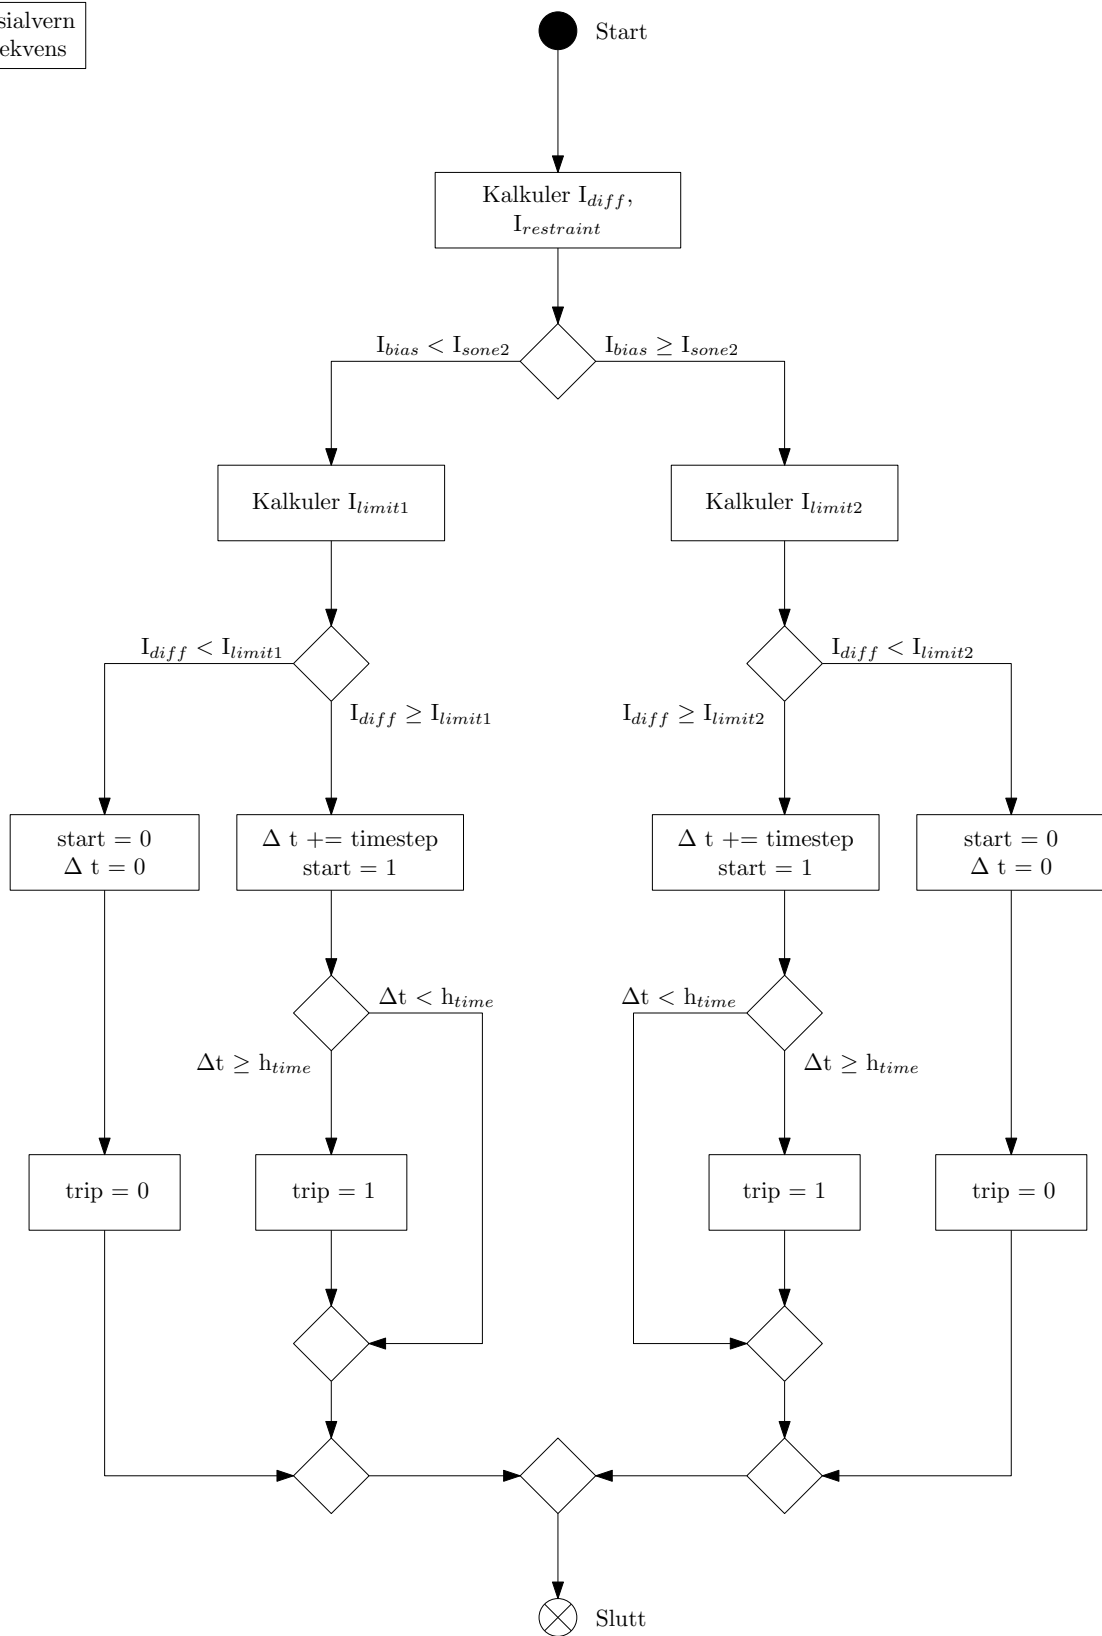 Start
Kalkuler I_diff,
I_restraint
I_bias < I_sone2
I_bias ≥ I_sone2
Kalkuler I_limit1
Kalkuler I_limit2
I_diff < I_limit1
I_diff < I_limit2
I_diff ≥ I_limit1
I_diff ≥ I_limit2
start = 0
Δ t = 0
Δ t += timestep
start = 1
Δ t += timestep
start = 1
start = 0
Δ t = 0
Δt < h_time
Δt < h_time
Δt ≥ h_time
Δt ≥ h_time
trip = 0
trip = 1
trip = 1
trip = 0
Slutt